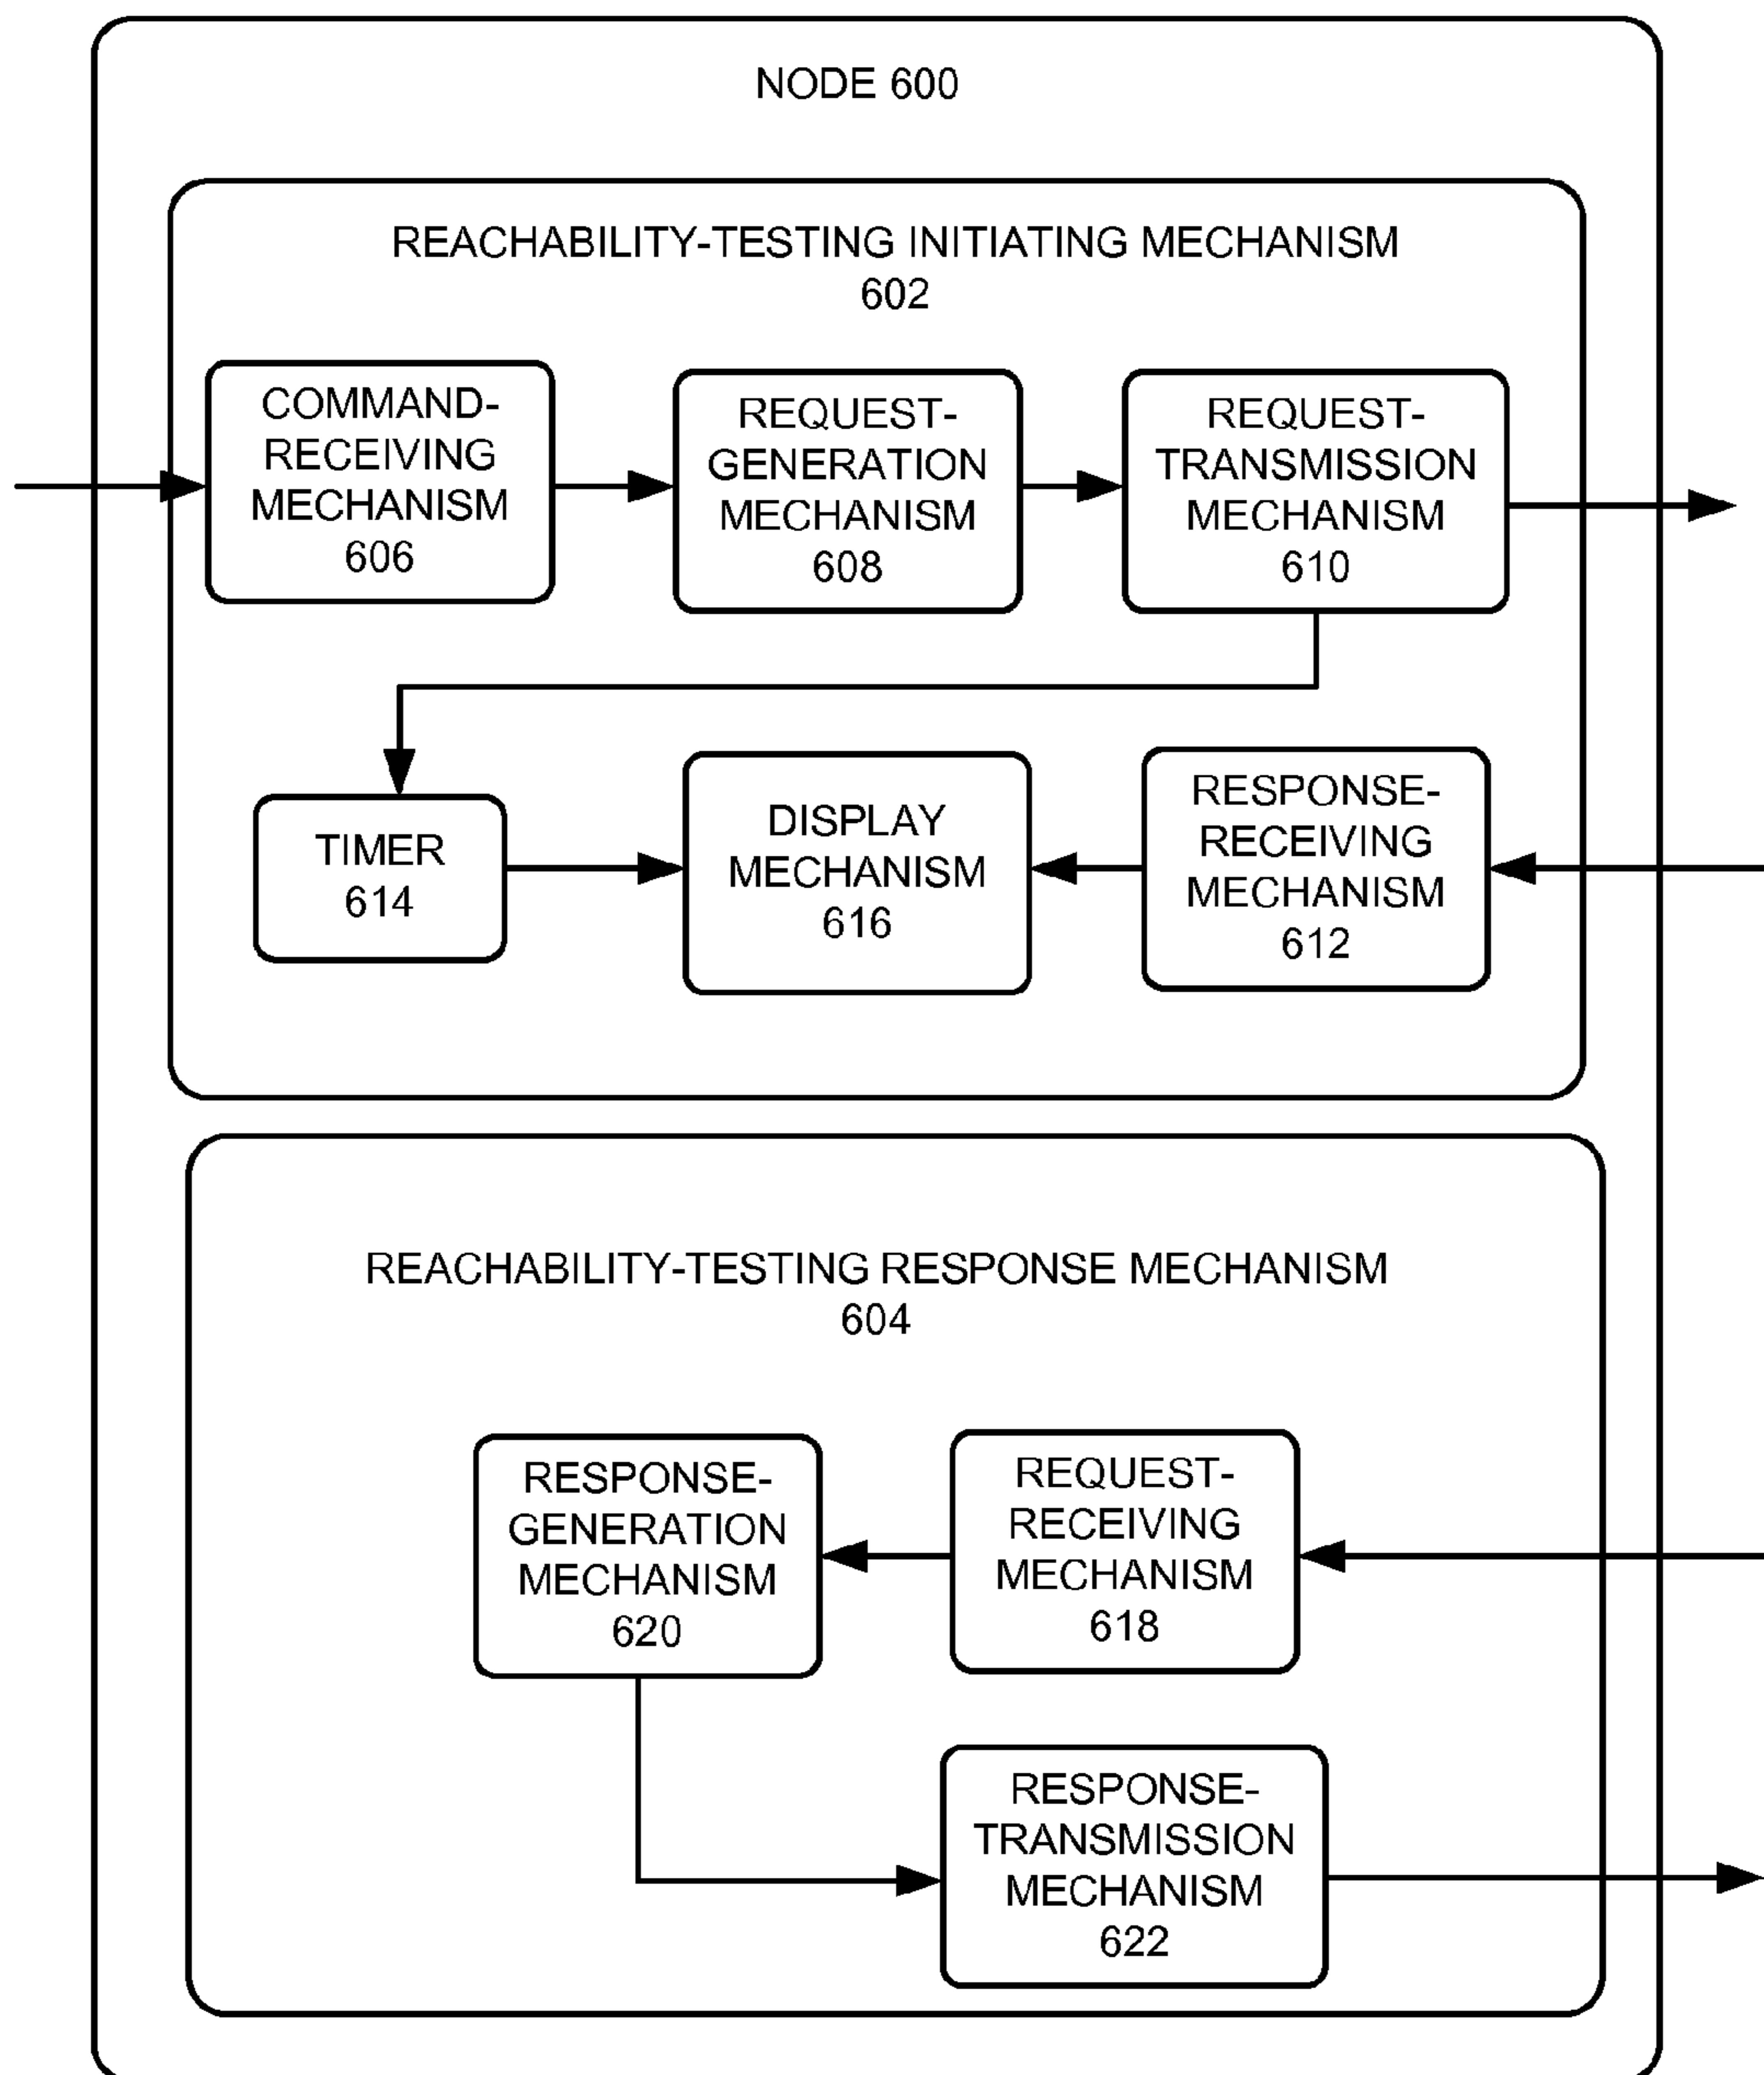 NODE 600
REACHABILITY-TESTING INITIATING MECHANISM
602
COMMAND-
RECEIVING
MECHANISM
606
REQUEST-
GENERATION
MECHANISM
608
REQUEST-
TRANSMISSION
MECHANISM
610
TIMER
614
DISPLAY
MECHANISM
616
RESPONSE-
RECEIVING
MECHANISM
612
REACHABILITY-TESTING RESPONSE MECHANISM
604
RESPONSE-
GENERATION
MECHANISM
620
REQUEST-
RECEIVING
MECHANISM
618
RESPONSE-
TRANSMISSION
MECHANISM
622